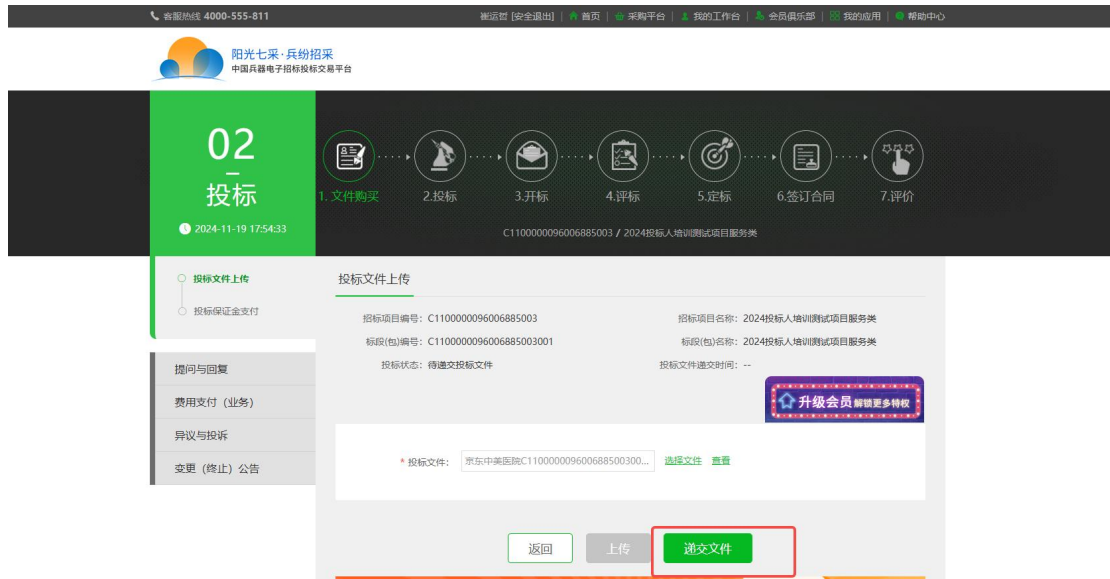 客服热线 4000-555-811
崔运哲 [安全退出] | 首页 | 采购平台 | 我的工作台 | 会员俱乐部 | 我的应用 | 帮助中心
阳光七采·兵纷招采
中国兵器电子招标投标交易平台
02
投标
2024-11-19 17:54:33
1. 文件购买 2.投标 3.开标 4.评标 5.定标 6.签订合同 7.评价
C1100000096006885003 / 2024投标人培训测试项目服务类
投标文件上传
投标保证金支付
提问与回复
费用支付（业务）
异议与投诉
变更（终止）公告
投标文件上传
招标项目编号: C1100000096006885003 招标项目名称: 2024投标人培训测试项目服务类
标段(包)编号: C1100000096006885003001 标段(包)名称: 2024投标人培训测试项目服务类
投标状态: 待递交投标文件 投标文件递交时间: --
升级会员 解锁更多特权
* 投标文件: 京东中美医院C110000009600688500300... 选择文件 查看
返回 上传 递交文件